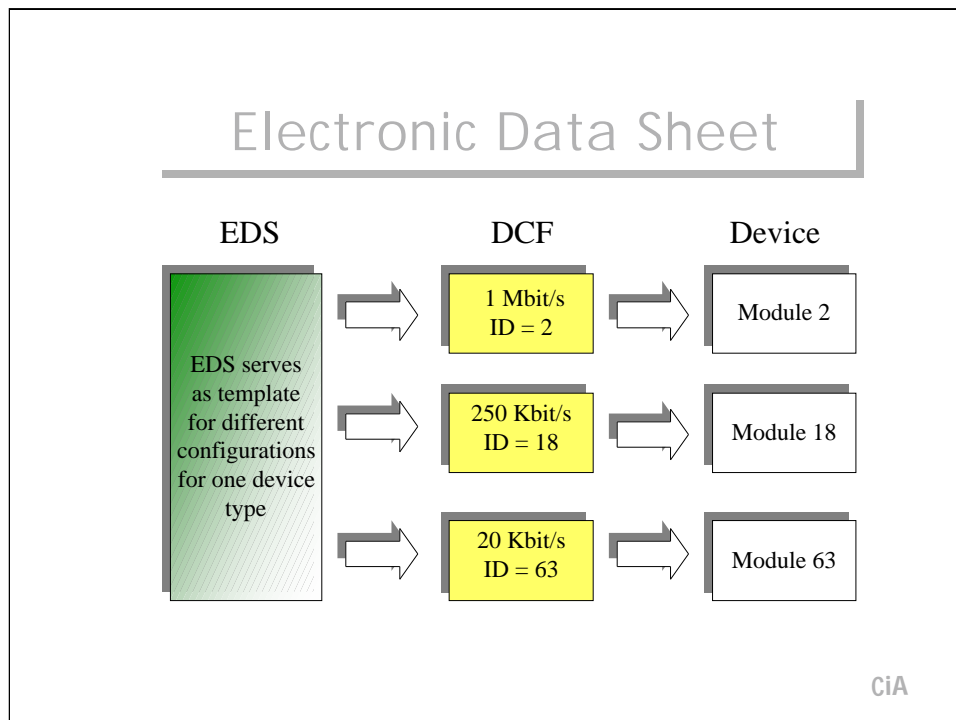 Electronic Data Sheet
EDS
DCF
Device
EDS serves
as template
for different
configurations
for one device
type
1 Mbit/s
ID = 2
Module 2
250 Kbit/s
ID = 18
Module 18
20 Kbit/s
ID = 63
Module 63
CiA